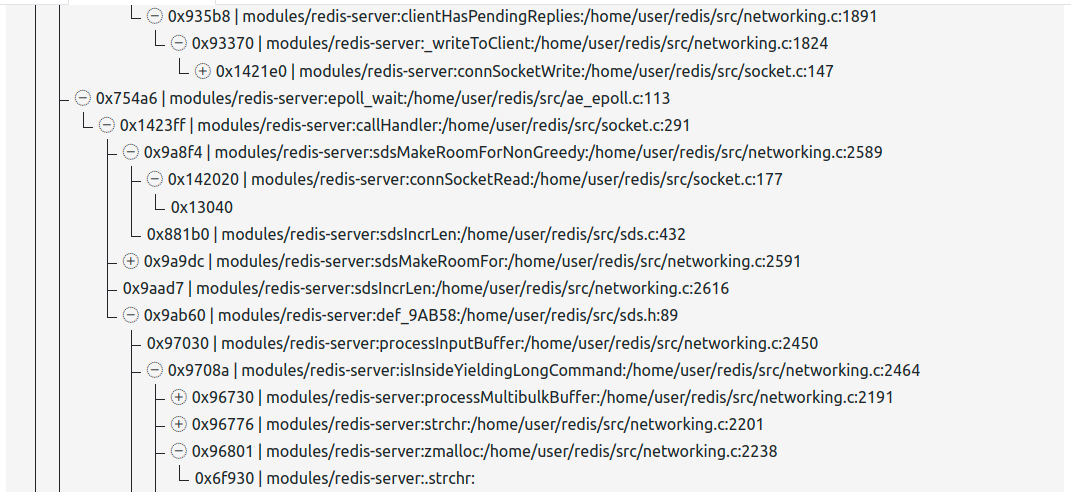 0x935b8 | modules/redis-server:clientHasPendingReplies:/home/user/redis/src/networking.c:1891
0x93370 | modules/redis-server:_writeToClient:/home/user/redis/src/networking.c:1824
0x1421e0 | modules/redis-server:connSocketWrite:/home/user/redis/src/socket.c:147
0x754a6 | modules/redis-server:epoll_wait:/home/user/redis/src/ae_epoll.c:113
0x1423ff | modules/redis-server:callHandler:/home/user/redis/src/socket.c:291
0x9a8f4 | modules/redis-server:sdsMakeRoomForNonGreedy:/home/user/redis/src/networking.c:2589
0x142020 | modules/redis-server:connSocketRead:/home/user/redis/src/socket.c:177
0x13040
0x881b0 | modules/redis-server:sdsIncrLen:/home/user/redis/src/sds.c:432
0x9a9dc | modules/redis-server:sdsMakeRoomFor:/home/user/redis/src/networking.c:2591
0x9aad7 | modules/redis-server:sdsIncrLen:/home/user/redis/src/networking.c:2616
0x9ab60 | modules/redis-server:def_9AB58:/home/user/redis/src/sds.h:89
0x97030 | modules/redis-server:processInputBuffer:/home/user/redis/src/networking.c:2450
0x9708a | modules/redis-server:isInsideYieldingLongCommand:/home/user/redis/src/networking.c:2464
0x96730 | modules/redis-server:processMultibulkBuffer:/home/user/redis/src/networking.c:2191
0x96776 | modules/redis-server:strchr:/home/user/redis/src/networking.c:2201
0x96801 | modules/redis-server:zmalloc:/home/user/redis/src/networking.c:2238
0x6f930 | modules/redis-server:.strchr: